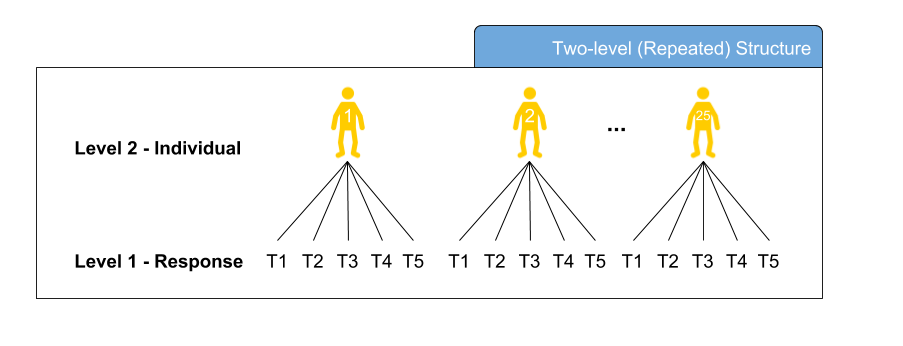 Two-level (Repeated) Structure
1 2 ... 25
Level 2 - Individual
Level 1 - Response T1 T2 T3 T4 T5 T1 T2 T3 T4 T5 T1 T2 T3 T4 T5